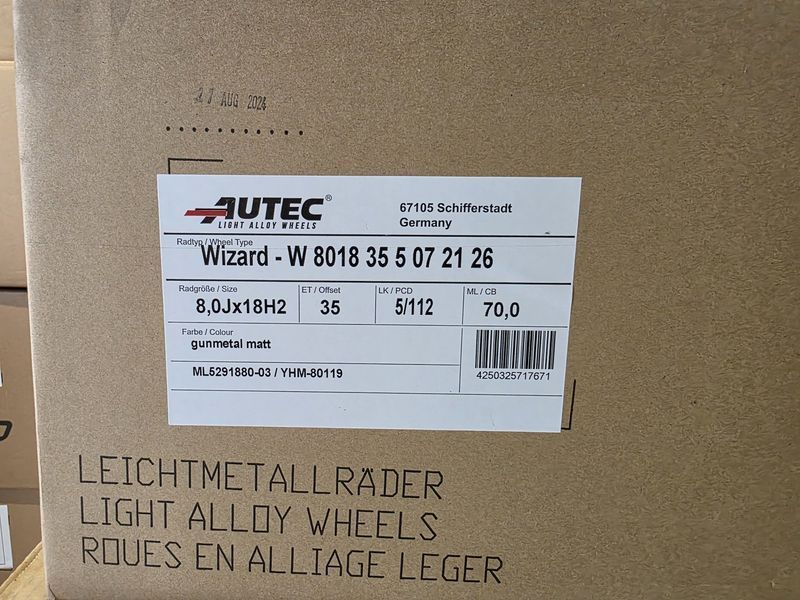 27 AUG 2024
AUTEC®
LIGHT ALLOY WHEELS
67105 Schifferstadt
Germany
Radtyp / Wheel Type
Wizard - W 8018 35 5 07 21 26
Radgröße / Size ET / Offset LK / PCD ML / CB
8,0Jx18H2 35 5/112 70,0
Farbe / Colour
gunmetal matt
ML5291880-03 / YHM-80119
4250325717671
LEICHTMETALLRÄDER
LIGHT ALLOY WHEELS
ROUES EN ALLIAGE LEGER